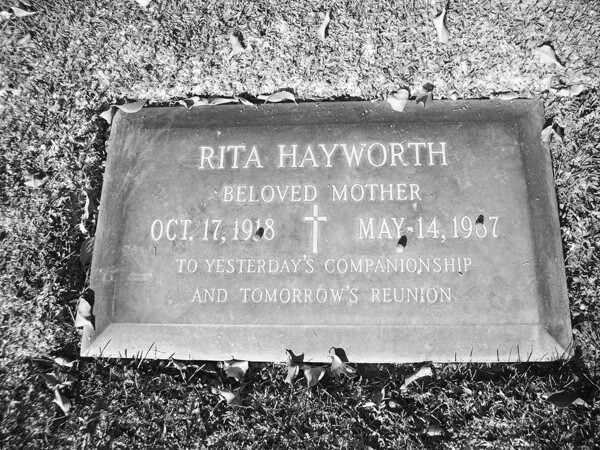 RITA HAYWORTH
BELOVED MOTHER
OCT. 17, 1918 MAY 14, 1987
TO YESTERDAY'S COMPANIONSHIP
AND TOMORROW'S REUNION